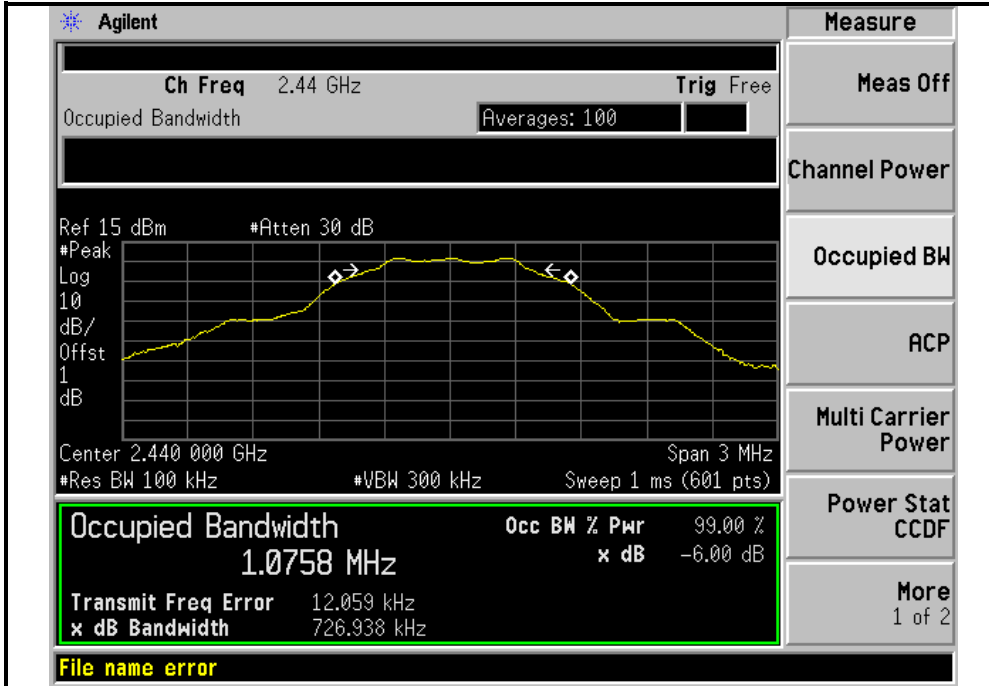 Agilent
Measure
Ch Freq 2.44 GHz Trig Free
Occupied Bandwidth Averages: 100
Meas Off
Channel Power
Occupied BW
ACP
Multi Carrier
Power
Power Stat
CCDF
More
1 of 2
Ref 15 dBm #Atten 30 dB
#Peak
Log
10
dB/
Offst
1
dB
Center 2.440 000 GHz Span 3 MHz
#Res BW 100 kHz #VBW 300 kHz Sweep 1 ms (601 pts)
Occupied Bandwidth Occ BW % Pwr 99.00 %
1.0758 MHz x dB -6.00 dB
Transmit Freq Error 12.059 kHz
x dB Bandwidth 726.938 kHz
File name error